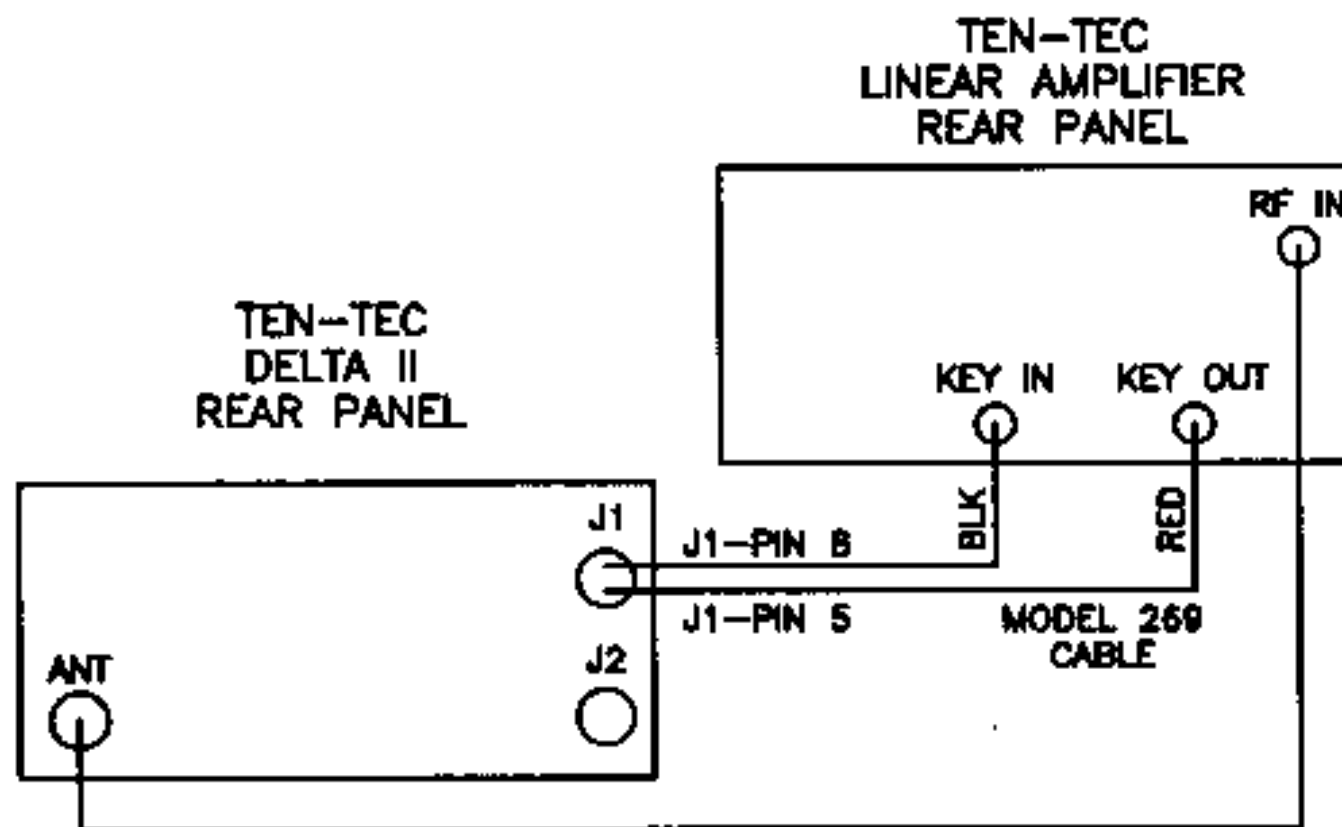 TEN-TEC
LINEAR AMPLIFIER
REAR PANEL
RF IN
TEN-TEC
DELTA II
REAR PANEL
KEY IN
KEY OUT
BLK
RED
J1
J1-PIN
J1-PIN 5
MODEL 269
CABLE
J2
ANT